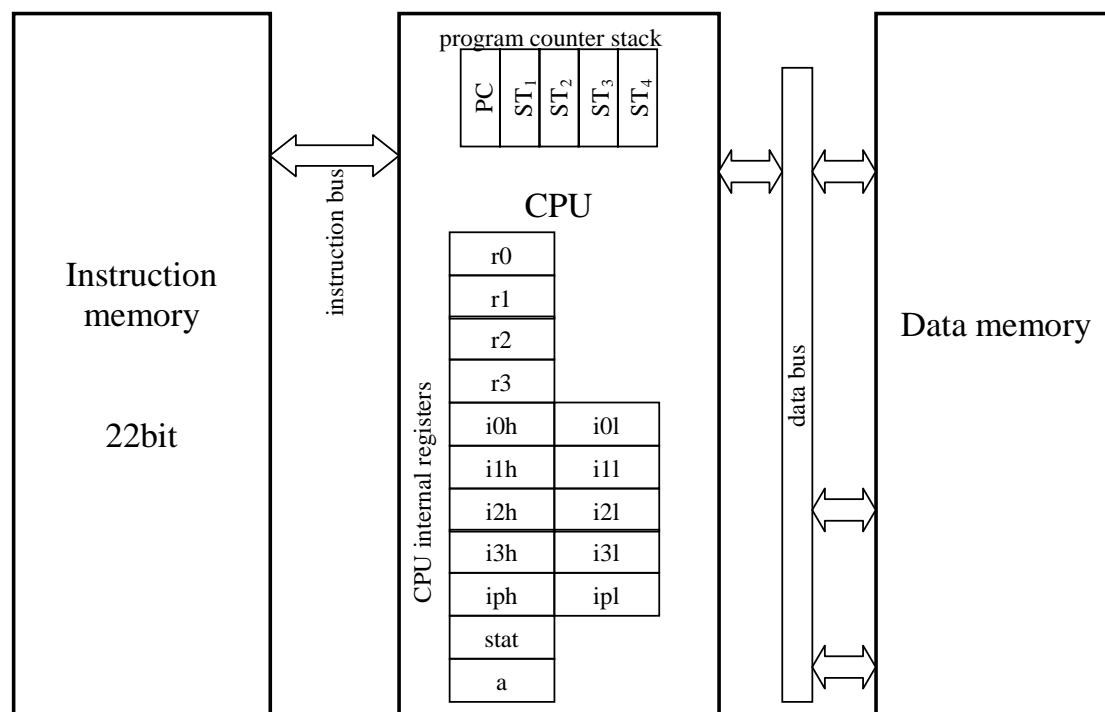 program counter stack
PC
ST₁
ST₂
ST₃
ST₄
instruction bus
CPU
Instruction
memory
22bit
CPU internal registers
r0
r1
r2
r3
i0h i0l
i1h i1l
i2h i2l
i3h i3l
iph ipl
stat
a
data bus
Data memory